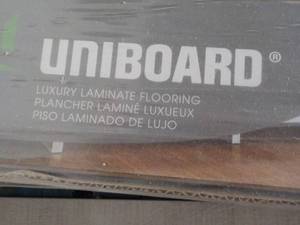 UNIBOARD®
LUXURY LAMINATE FLOORING
PLANCHER LAMINÉ LUXUEUX
PISO LAMINADO DE LUJO